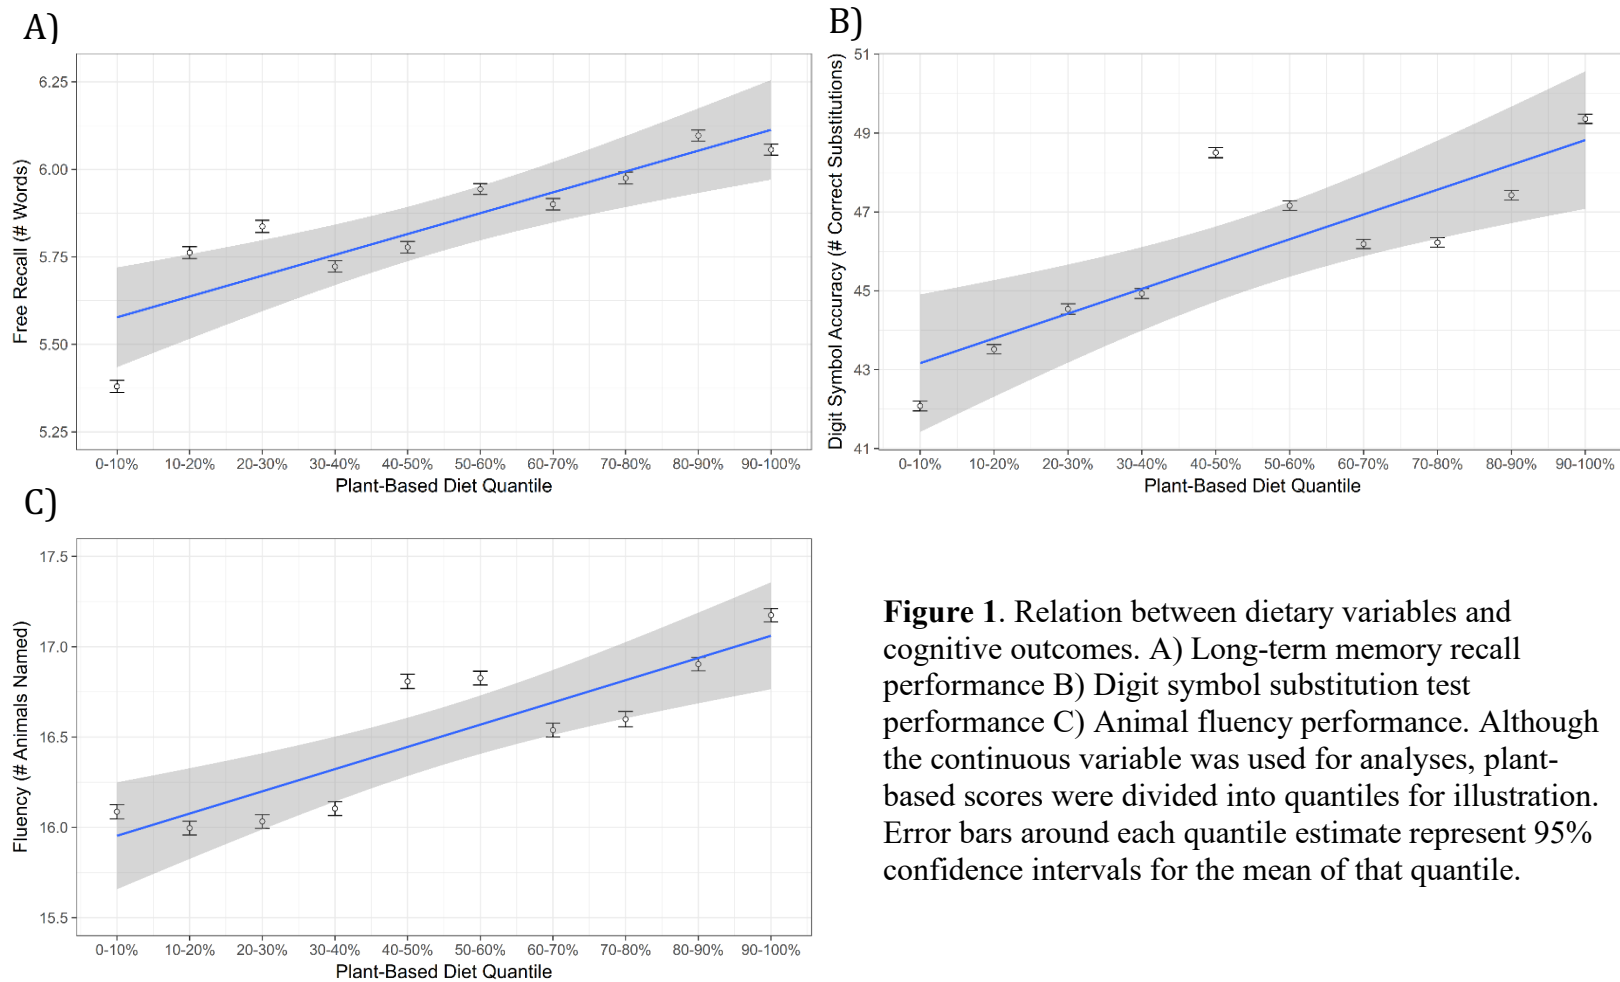 A)
6.25
6.00
5.75
5.50
5.25
Free Recall (# Words)
0-10% 10-20% 20-30% 30-40% 40-50% 50-60% 60-70% 70-80% 80-90% 90-100%
Plant-Based Diet Quantile
B)
51
49
47
45
43
41
Digit Symbol Accuracy (# Correct Substitutions)
0-10% 10-20% 20-30% 30-40% 40-50% 50-60% 60-70% 70-80% 80-90% 90-100%
Plant-Based Diet Quantile
C)
17.5
17.0
16.5
16.0
15.5
Fluency (# Animals Named)
0-10% 10-20% 20-30% 30-40% 40-50% 50-60% 60-70% 70-80% 80-90% 90-100%
Plant-Based Diet Quantile
Figure 1. Relation between dietary variables and
cognitive outcomes. A) Long-term memory recall
performance B) Digit symbol substitution test
performance C) Animal fluency performance. Although
the continuous variable was used for analyses, plant-
based scores were divided into quantiles for illustration.
Error bars around each quantile estimate represent 95%
confidence intervals for the mean of that quantile.